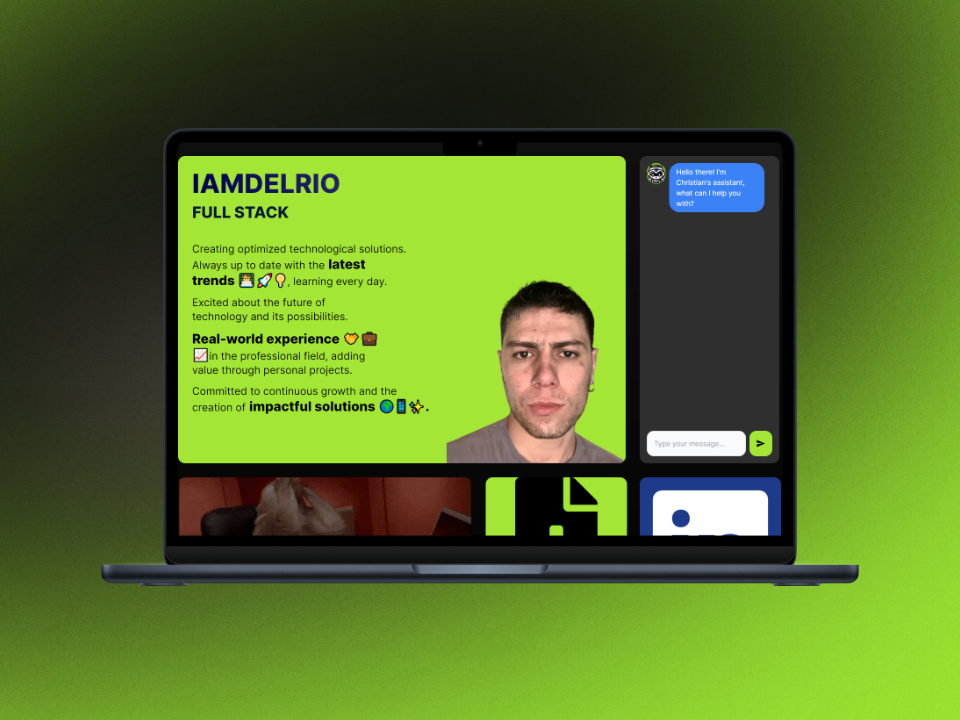 IAMDELRIO
FULL STACK
Creating optimized technological solutions.
Always up to date with the latest
trends 👨‍💻🚀💡, learning every day.
Excited about the future of
technology and its possibilities.
Real-world experience 🤝💼
📈in the professional field, adding
value through personal projects.
Committed to continuous growth and the
creation of impactful solutions 🌍📱✨.
Hello there! I'm
Christian's assistant,
what can I help you
with?
Type your message...